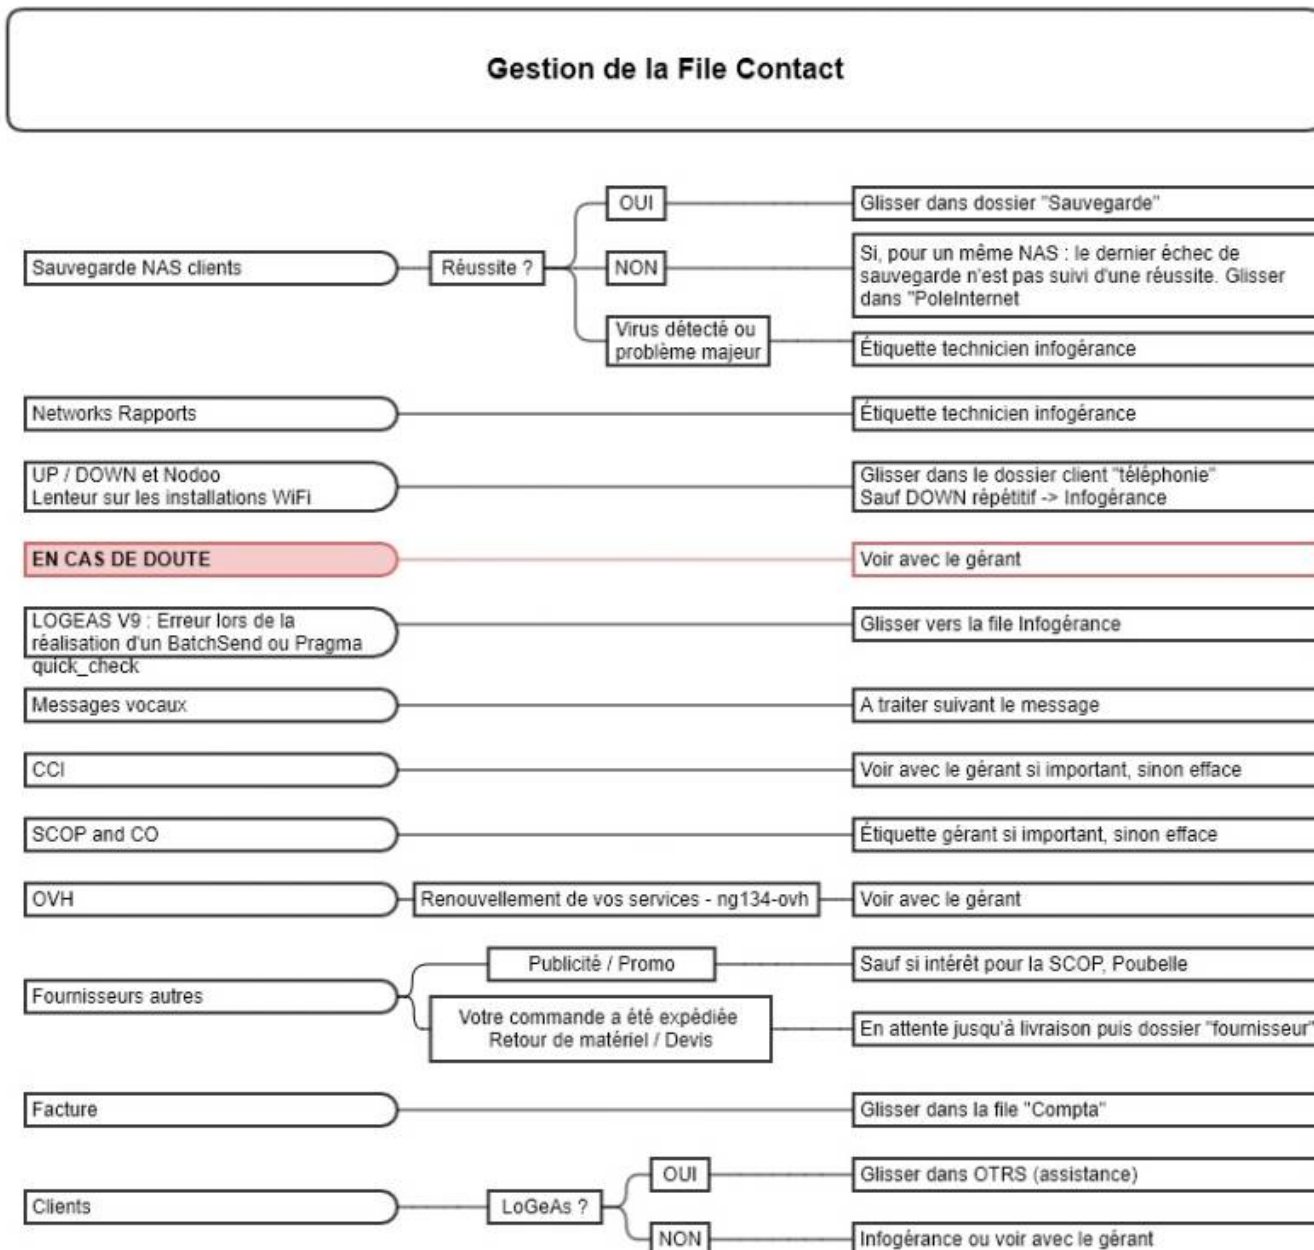 Gestion de la File Contact
OUI
Glisser dans dossier "Sauvegarde"
Sauvegarde NAS clients
Réussite ?
NON
Si, pour un même NAS : le dernier échec de
sauvegarde n'est pas suivi d'une réussite. Glisser
dans "PoleInternet
Virus détecté ou
problème majeur
Étiquette technicien infogérance
Networks Rapports
Étiquette technicien infogérance
UP / DOWN et Nodoo
Lenteur sur les installations WiFi
Glisser dans le dossier client "téléphonie"
Sauf DOWN répétitif -> Infogérance
EN CAS DE DOUTE
Voir avec le gérant
LOGEAS V9 : Erreur lors de la
réalisation d'un BatchSend ou Pragma
quick_check
Glisser vers la file Infogérance
Messages vocaux
A traiter suivant le message
CCI
Voir avec le gérant si important, sinon efface
SCOP and CO
Étiquette gérant si important, sinon efface
OVH
Renouvellement de vos services - ng134-ovh
Voir avec le gérant
Fournisseurs autres
Publicité / Promo
Sauf si intérêt pour la SCOP, Poubelle
Votre commande a été expédiée
Retour de matériel / Devis
En attente jusqu'à livraison puis dossier "fournisseur"
Facture
Glisser dans la file "Compta"
Clients
LoGeAs ?
OUI
Glisser dans OTRS (assistance)
NON
Infogérance ou voir avec le gérant